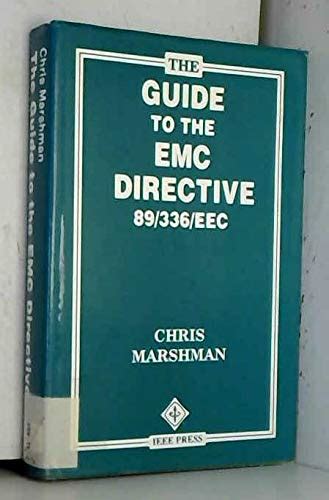 THE
GUIDE
TO THE
EMC
DIRECTIVE
89/336/EEC
CHRIS
MARSHMAN
IEEE PRESS
Chris Marshman
The Guide to the EMC Directive